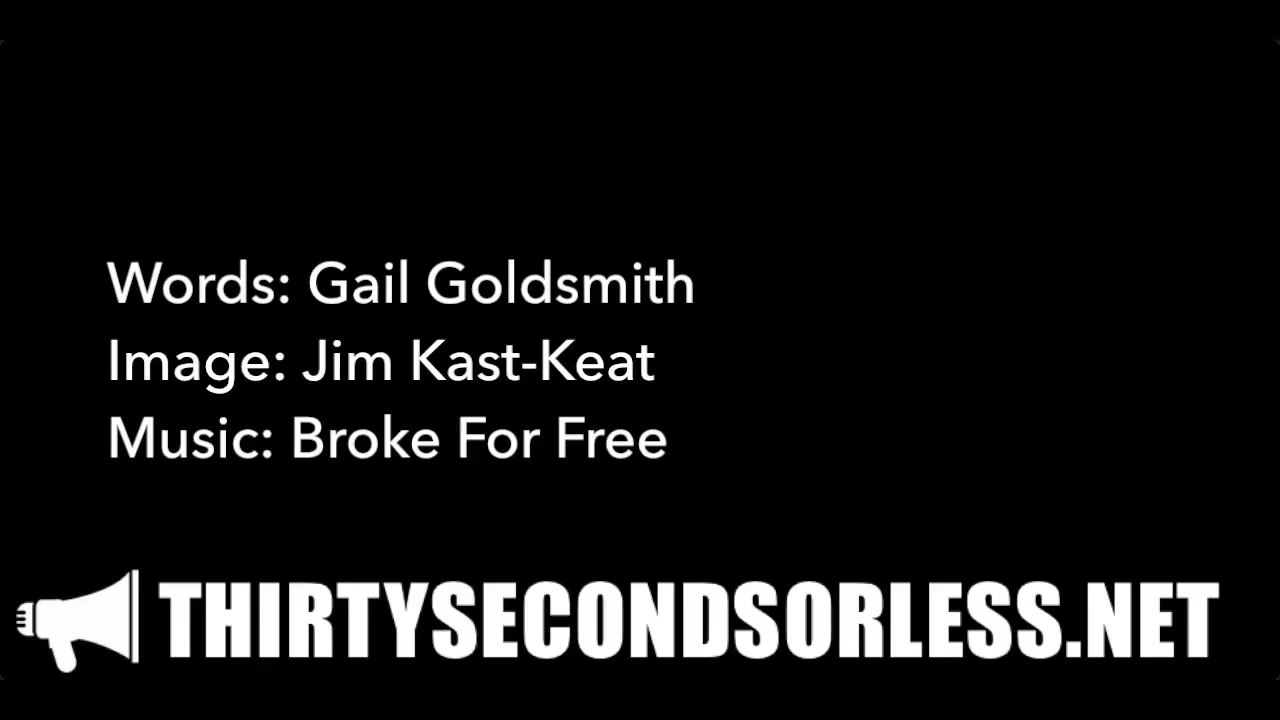 Words: Gail Goldsmith
Image: Jim Kast-Keat
Music: Broke For Free
THIRTYSECONDSORLESS.NET